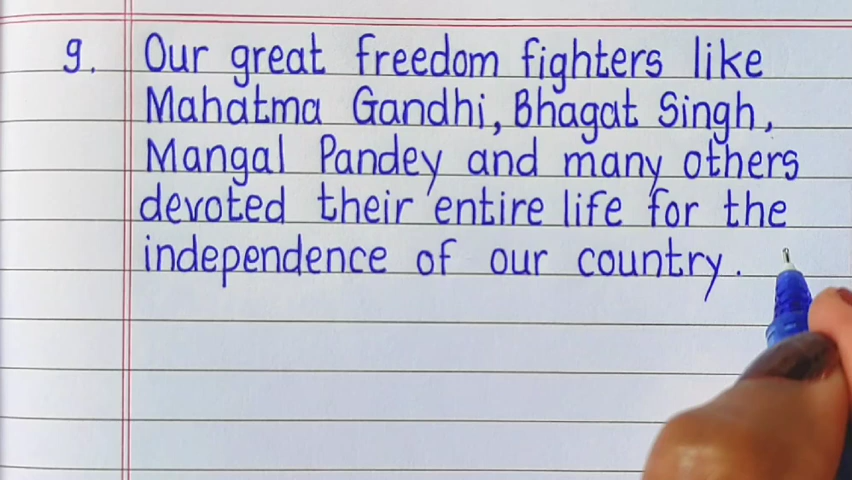 9. Our great freedom fighters like
Mahatma Gandhi, Bhagat Singh,
Mangal Pandey and many others
devoted their entire life for the
independence of our country.